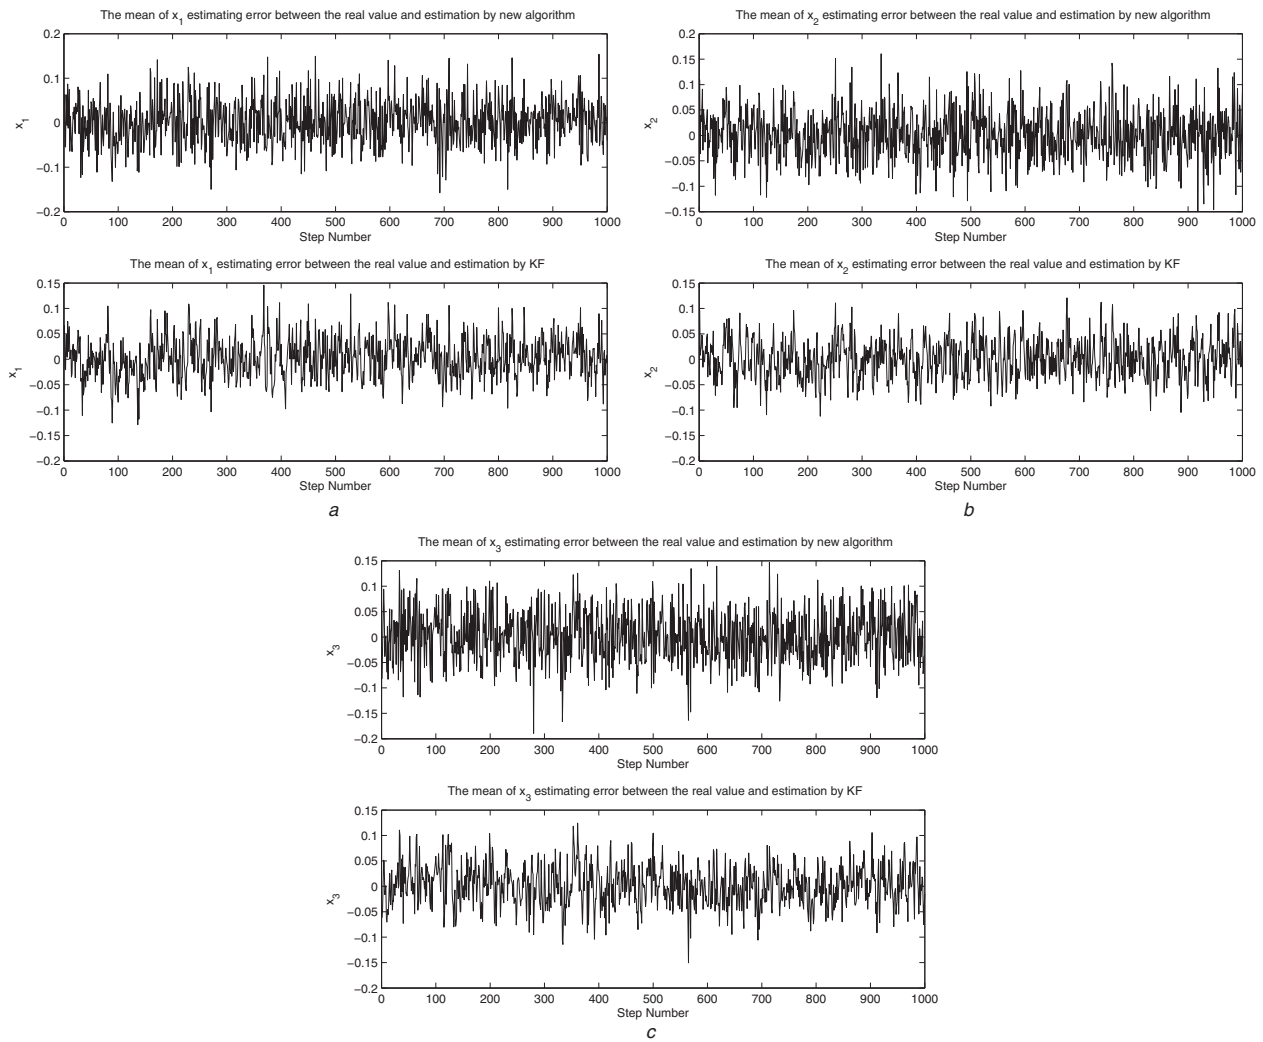 The mean of x1 estimating error between the real value and estimation by new algorithm
0.2
0.1
0
−0.1
−0.2
x1
0 100 200 300 400 500 600 700 800 900 1000
Step Number
The mean of x1 estimating error between the real value and estimation by KF
0.15
0.1
0.05
0
−0.05
−0.1
−0.15
−0.2
x1
0 100 200 300 400 500 600 700 800 900 1000
Step Number
a
The mean of x2 estimating error between the real value and estimation by new algorithm
0.2
0.15
0.1
0.05
0
−0.05
−0.1
−0.15
x2
0 100 200 300 400 500 600 700 800 900 1000
Step Number
The mean of x2 estimating error between the real value and estimation by KF
0.15
0.1
0.05
0
−0.05
−0.1
−0.15
−0.2
x2
0 100 200 300 400 500 600 700 800 900 1000
Step Number
b
The mean of x3 estimating error between the real value and estimation by new algorithm
0.15
0.1
0.05
0
−0.05
−0.1
−0.15
−0.2
x3
0 100 200 300 400 500 600 700 800 900 1000
Step Number
The mean of x3 estimating error between the real value and estimation by KF
0.15
0.1
0.05
0
−0.05
−0.1
−0.15
−0.2
x3
0 100 200 300 400 500 600 700 800 900 1000
Step Number
c